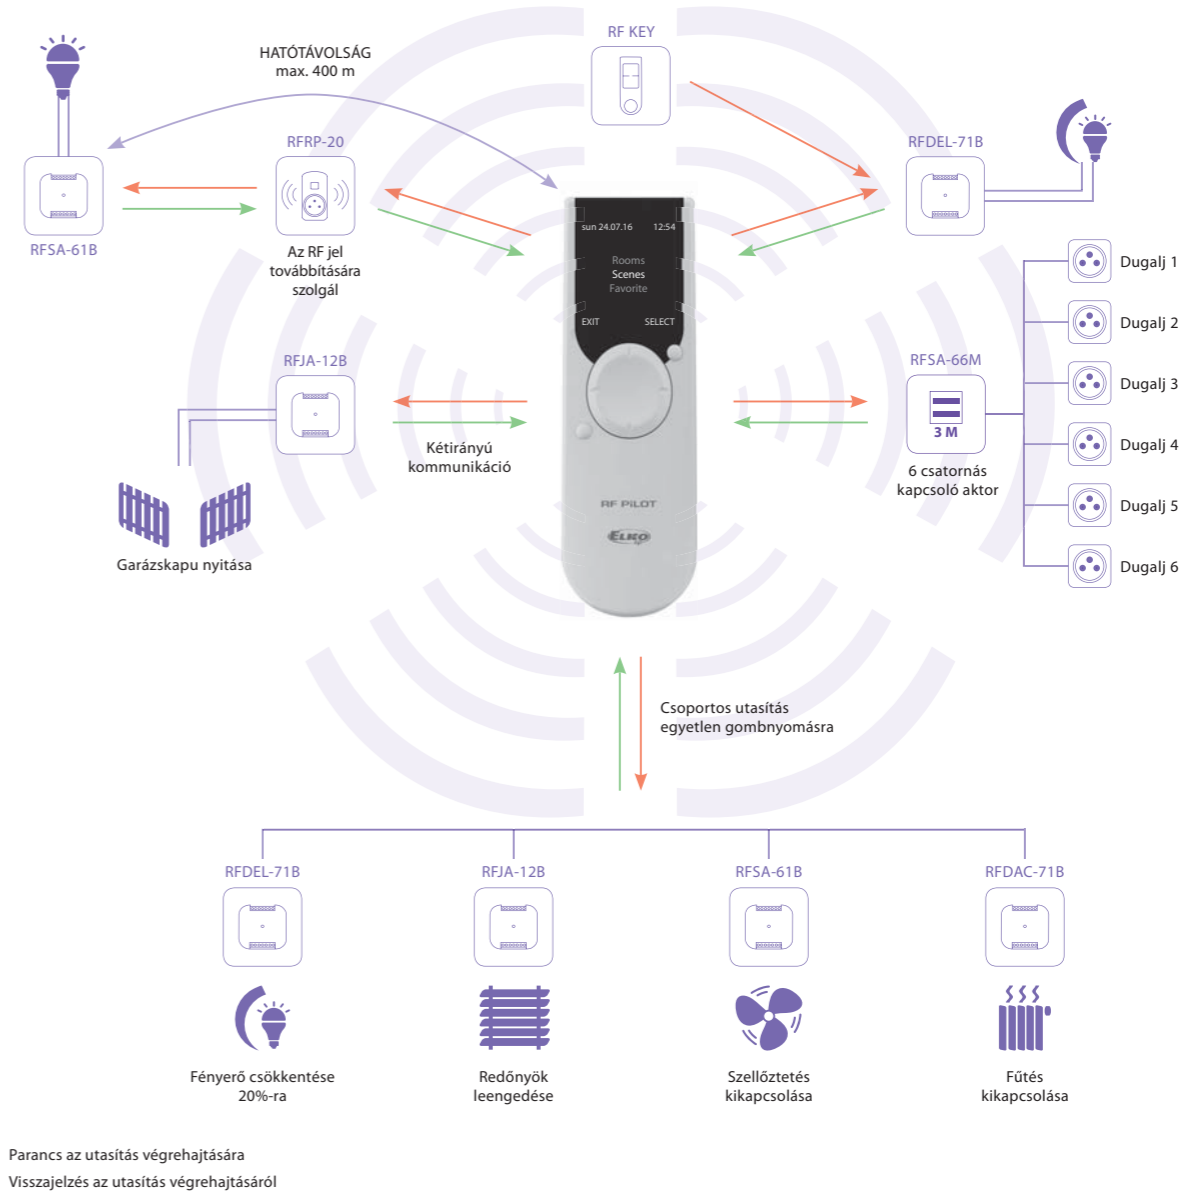 RF KEY
HATÓTÁVOLSÁG
max. 400 m
RFRP-20
RFDEL-71B
RFSA-61B
Az RF jel
továbbítására
szolgál
sun 24.07.16 12:54
Rooms
Scenes
Favorite
EXIT SELECT
Dugalj 1
Dugalj 2
Dugalj 3
Dugalj 4
Dugalj 5
Dugalj 6
RFJA-12B
RFSA-66M
3 M
Kétirányú
kommunikáció
6 csatornás
kapcsoló aktor
RF PiLOT
ELKO
Garázskapu nyitása
Csoportos utasítás
egyetlen gombnyomásra
RFDEL-71B
RFJA-12B
RFSA-61B
RFDAC-71B
Fényerő csökkentése
20%-ra
Redőnyök
leengedése
Szellőztetés
kikapcsolása
Fűtés
kikapcsolása
Parancs az utasítás végrehajtására
Visszajelzés az utasítás végrehajtásáról